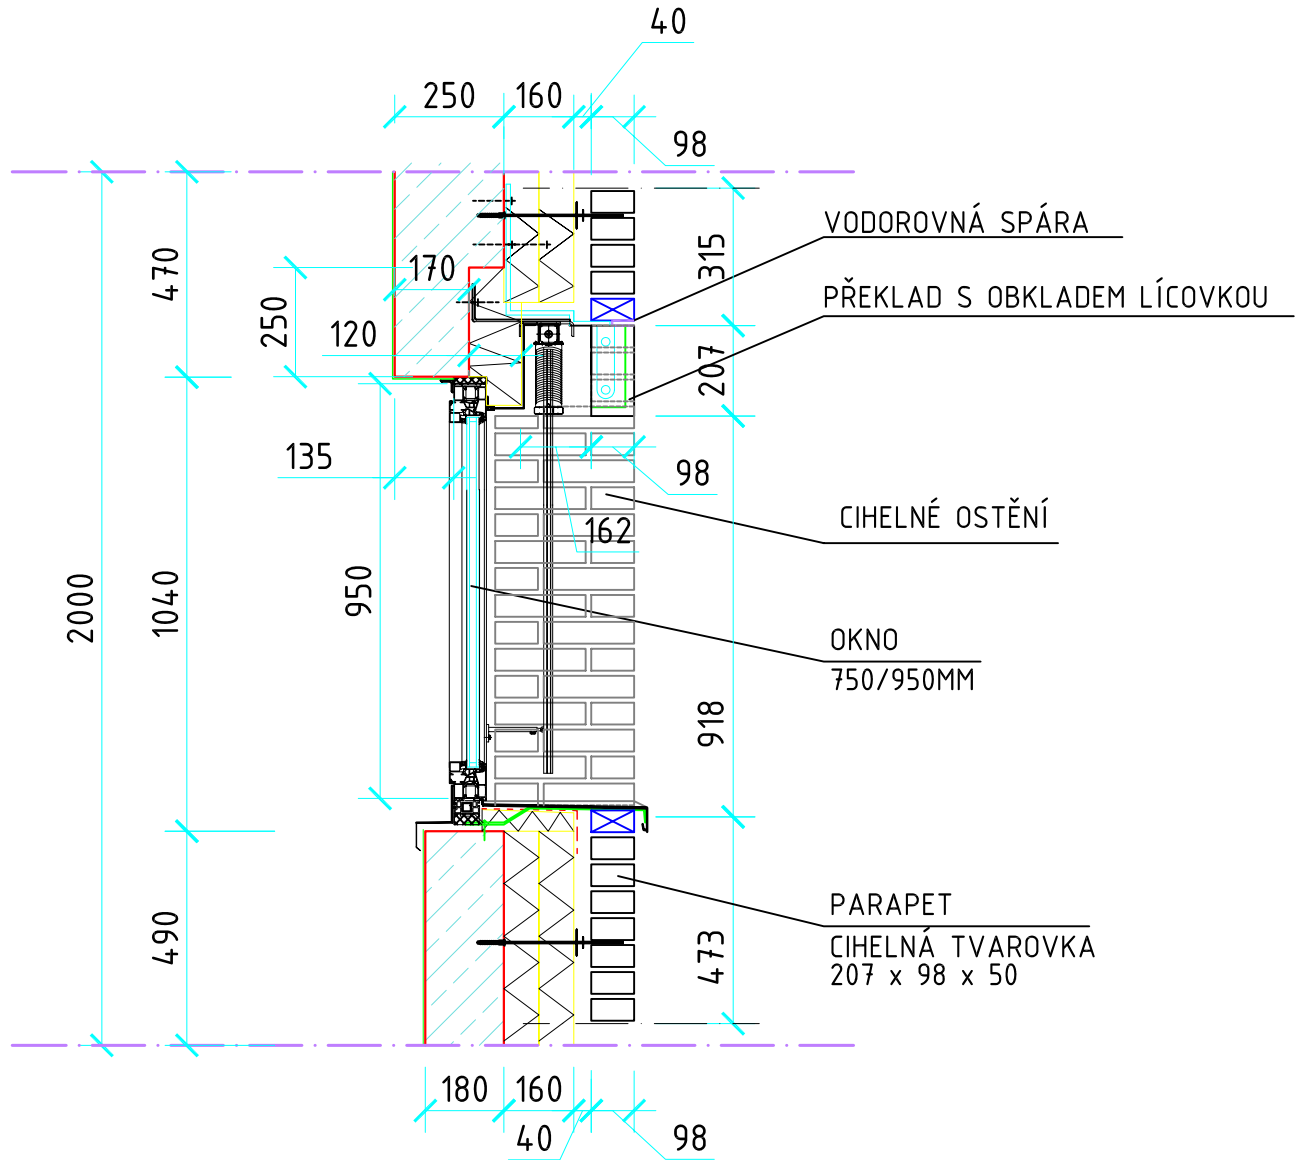 40
250
160
98
VODOROVNÁ SPÁRA
470
170
315
PŘEKLAD S OBKLADEM LÍCOVKOU
250
120
207
135
98
CIHELNÉ OSTĚNÍ
162
2000
1040
950
OKNO
750/950MM
918
PARAPET
490
473
CIHELNÁ TVAROVKA
207 x 98 x 50
180
160
40
98